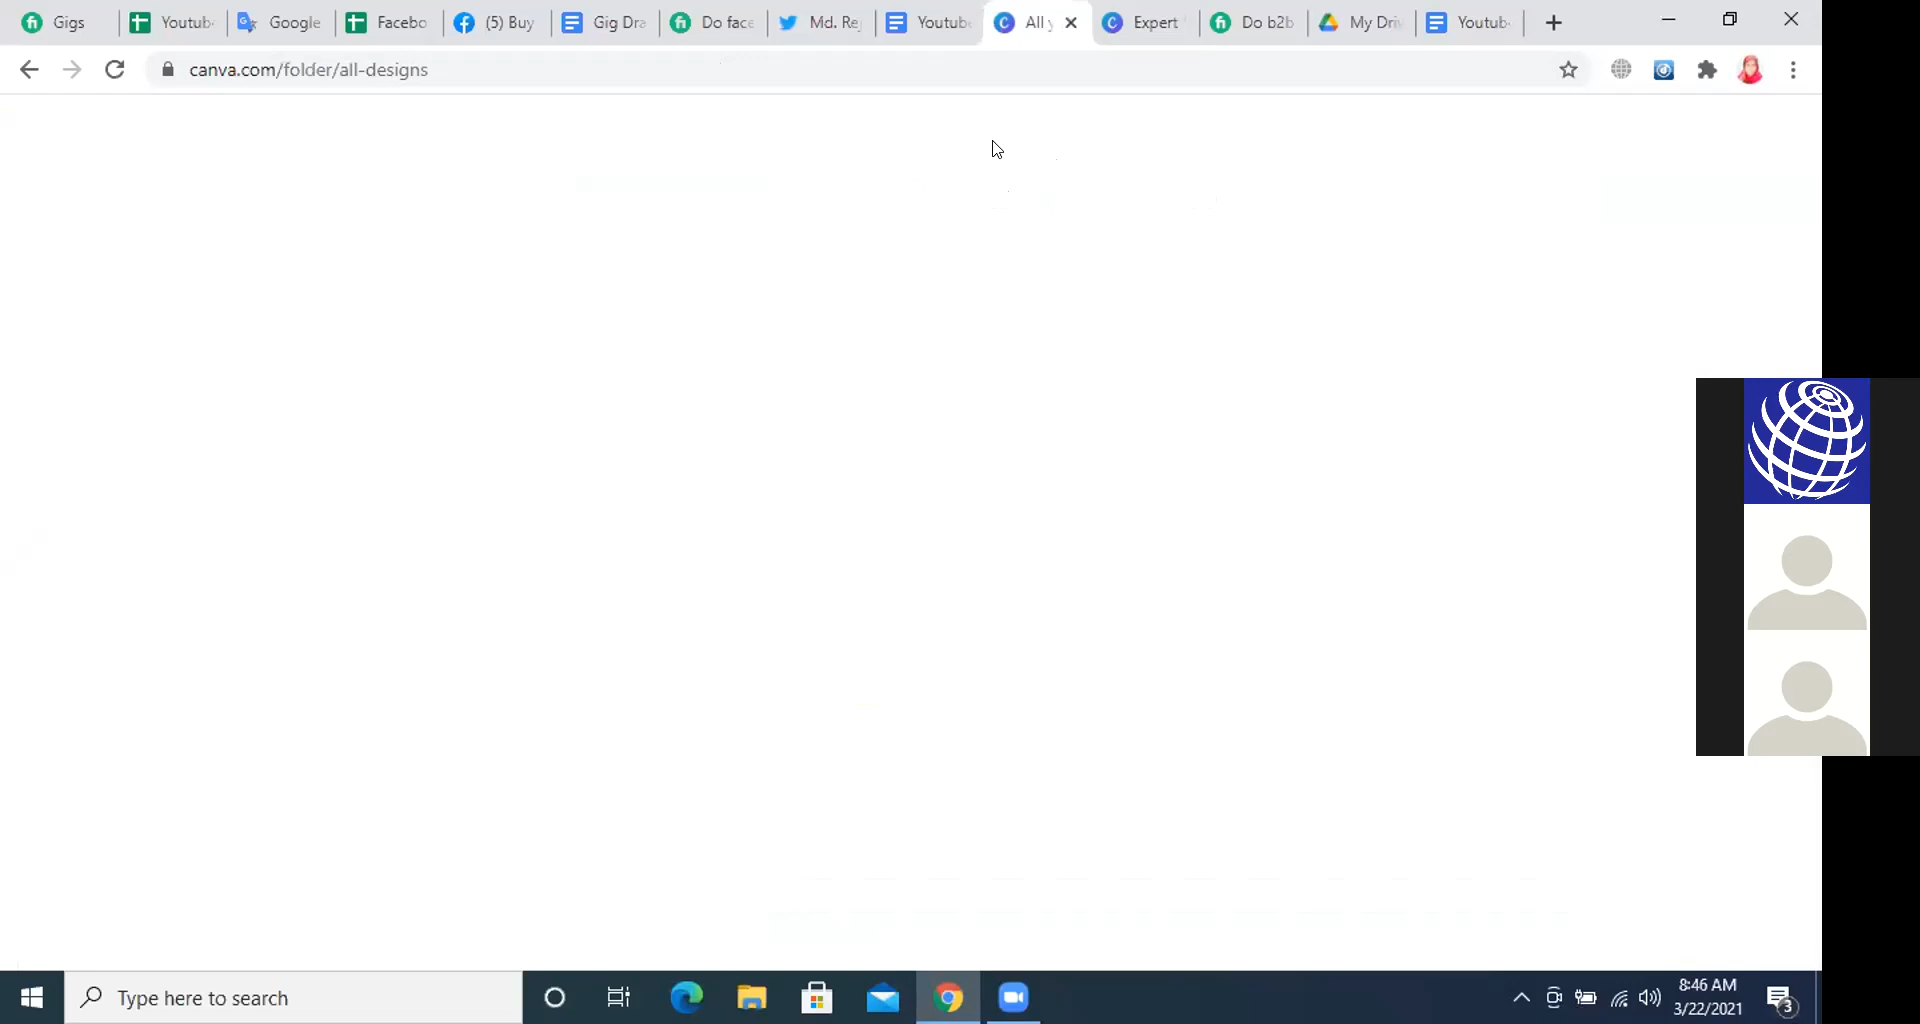 Gigs
Youtub
Google
Facebo
(5) Buy
Gig Dra
Do face
Md. Re
Youtube
All y
Expert
Do b2b
My Driv
Youtub
canva.com/folder/all-designs
Type here to search
8:46 AM
3/22/2021
3